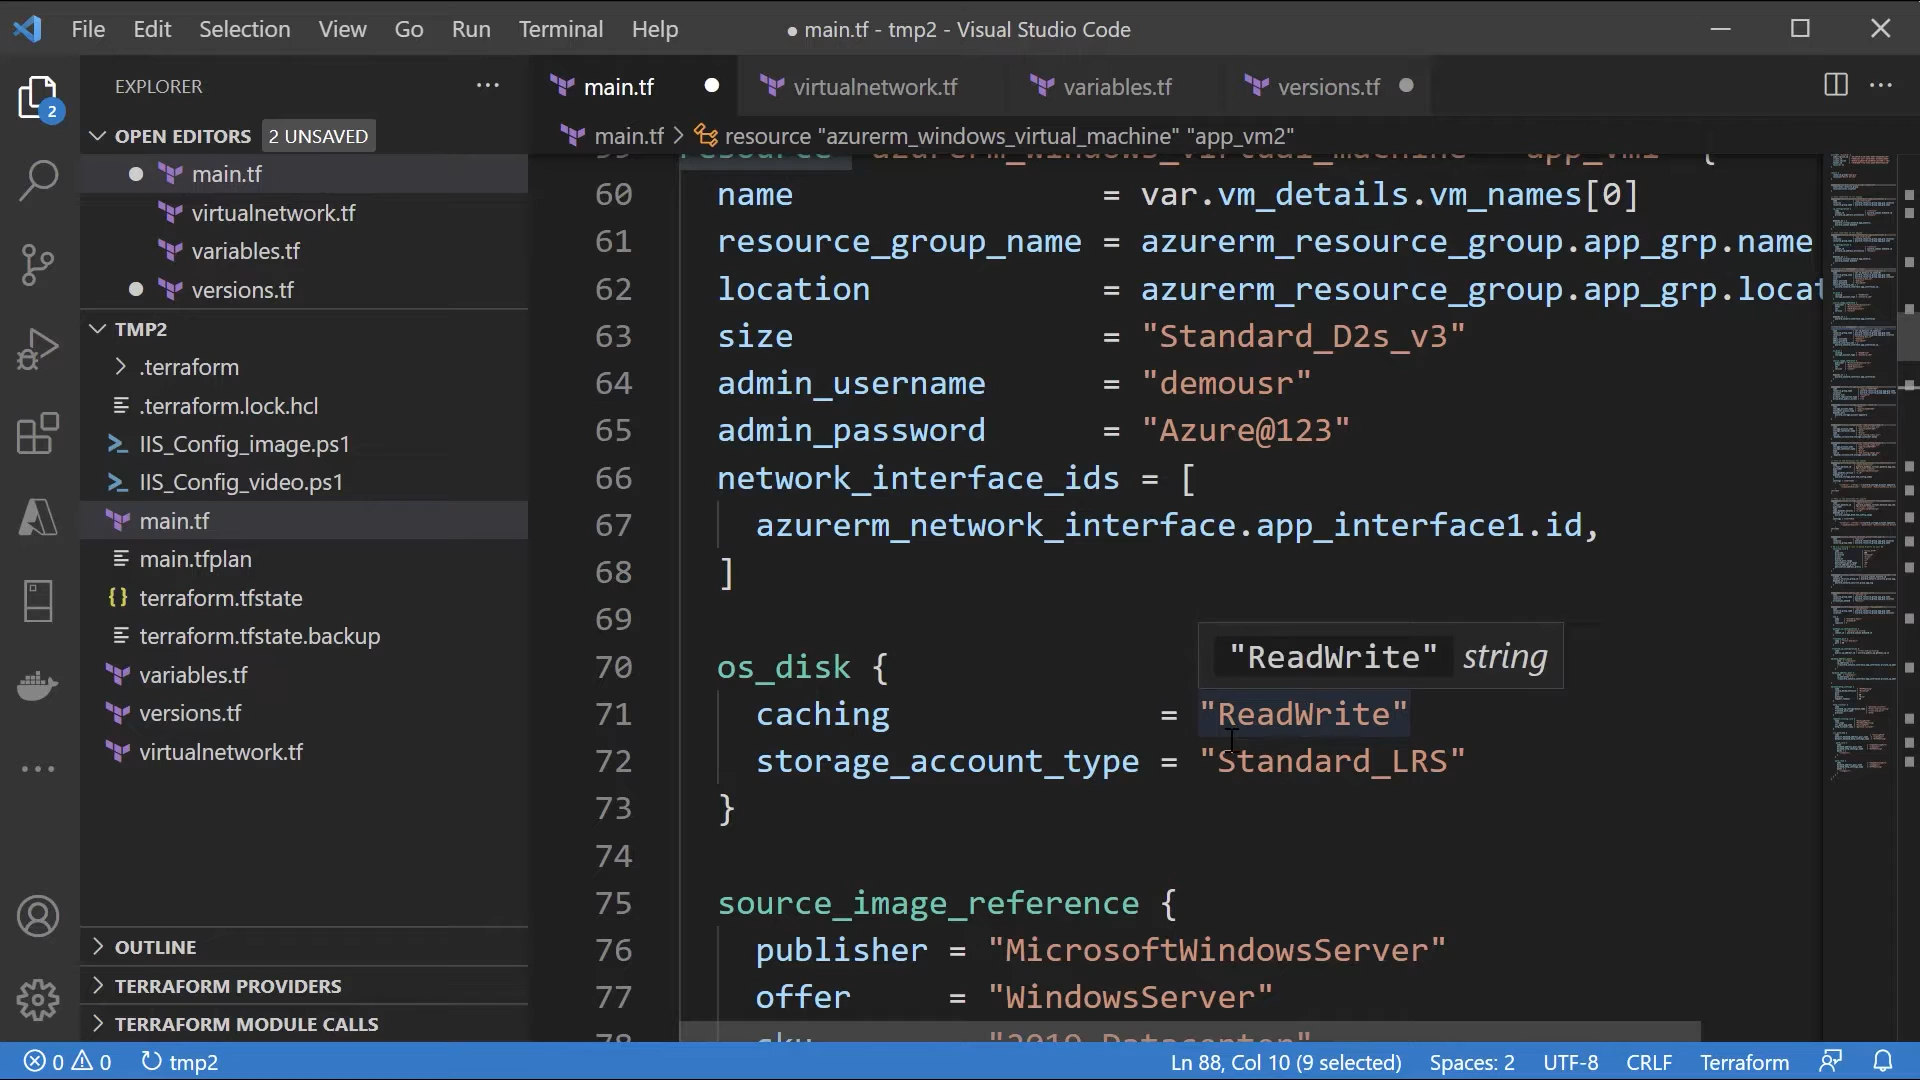 File Edit Selection View Go Run Terminal Help
● main.tf - tmp2 - Visual Studio Code
EXPLORER
OPEN EDITORS 2 UNSAVED
main.tf
virtualnetwork.tf
variables.tf
versions.tf
TMP2
.terraform
.terraform.lock.hcl
IIS_Config_image.ps1
IIS_Config_video.ps1
main.tf
main.tfplan
terraform.tfstate
terraform.tfstate.backup
variables.tf
versions.tf
virtualnetwork.tf
OUTLINE
TERRAFORM PROVIDERS
TERRAFORM MODULE CALLS
2
main.tf virtualnetwork.tf variables.tf versions.tf
main.tf > resource "azurerm_windows_virtual_machine" "app_vm2"
60 name = var.vm_details.vm_names[0]
61 resource_group_name = azurerm_resource_group.app_grp.name
62 location = azurerm_resource_group.app_grp.locat
63 size = "Standard_D2s_v3"
64 admin_username = "demousr"
65 admin_password = "Azure@123"
66 network_interface_ids = [
67 azurerm_network_interface.app_interface1.id,
68 ]
69
"ReadWrite" string
70 os_disk {
71 caching = "ReadWrite"
72 storage_account_type = "Standard_LRS"
73 }
74
75 source_image_reference {
76 publisher = "MicrosoftWindowsServer"
77 offer = "WindowsServer"
0 0 tmp2
Ln 88, Col 10 (9 selected) Spaces: 2 UTF-8 CRLF Terraform